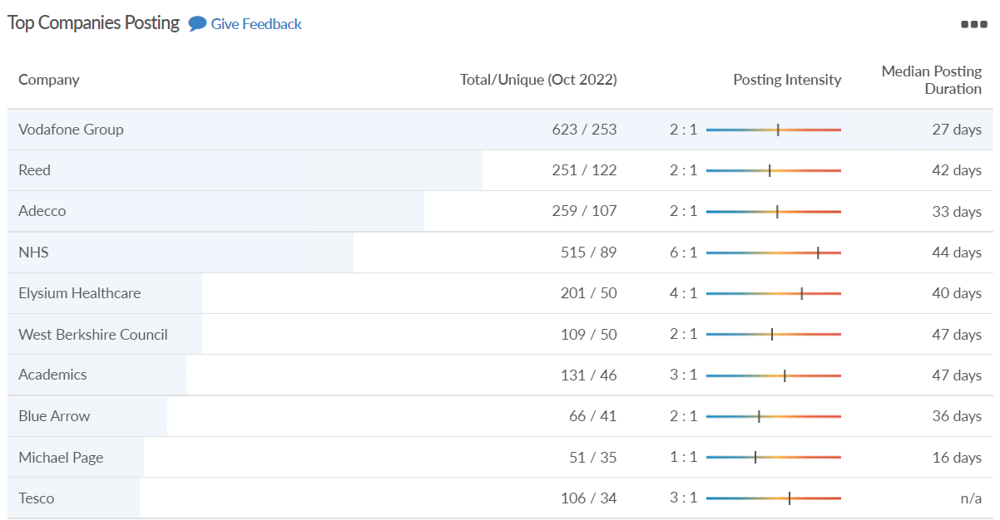 Top Companies Posting Give Feedback
Company Total/Unique (Oct 2022) Posting Intensity Median Posting
Duration
Vodafone Group 623 / 253 2 : 1 27 days
Reed 251 / 122 2 : 1 42 days
Adecco 259 / 107 2 : 1 33 days
NHS 515 / 89 6 : 1 44 days
Elysium Healthcare 201 / 50 4 : 1 40 days
West Berkshire Council 109 / 50 2 : 1 47 days
Academics 131 / 46 3 : 1 47 days
Blue Arrow 66 / 41 2 : 1 36 days
Michael Page 51 / 35 1 : 1 16 days
Tesco 106 / 34 3 : 1 n/a